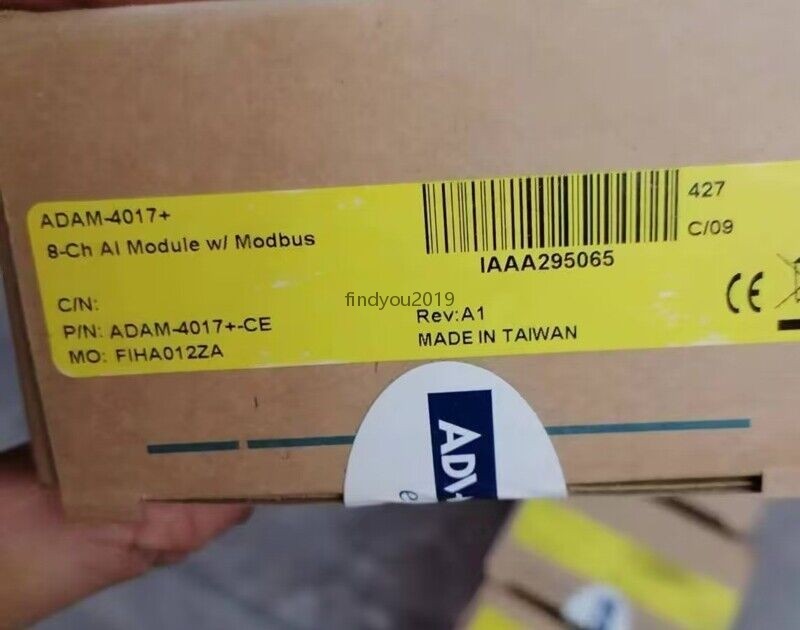 ADAM-4017+
8-Ch AI Module w/ Modbus
C/N:
P/N: ADAM-4017+-CE
MO: FIHA012ZA
IAAA295065
427
C/09
findyou2019
Rev:A1
MADE IN TAIWAN
CE